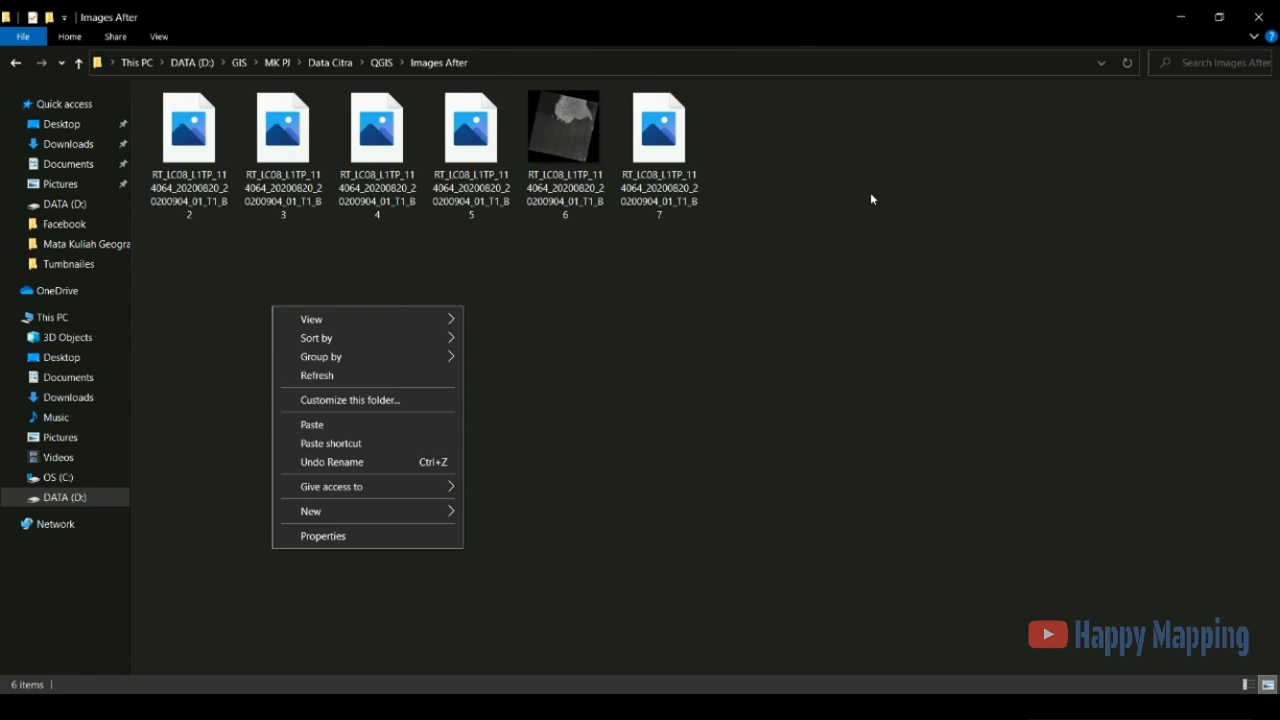 Images After
File Home Share View
This PC DATA (D:) GIS MK PJ Data Citra QGIS Images After
Search Images After
Quick access
Desktop
Downloads
Documents
Pictures
DATA (D:)
Facebook
Mata Kuliah Geogra
Tumbnailes
OneDrive
This PC
3D Objects
Desktop
Documents
Downloads
Music
Pictures
Videos
OS (C:)
DATA (D:)
Network
RT_LC08_L1TP_11
4064_20200820_2
0200904_01_T1_B
2
RT_LC08_L1TP_11
4064_20200820_2
0200904_01_T1_B
3
RT_LC08_L1TP_11
4064_20200820_2
0200904_01_T1_B
4
RT_LC08_L1TP_11
4064_20200820_2
0200904_01_T1_B
5
RT_LC08_L1TP_11
4064_20200820_2
0200904_01_T1_B
6
RT_LC08_L1TP_11
4064_20200820_2
0200904_01_T1_B
7
View
Sort by
Group by
Refresh
Customize this folder...
Paste
Paste shortcut
Undo Rename Ctrl+Z
Give access to
New
Properties
Happy Mapping
6 items